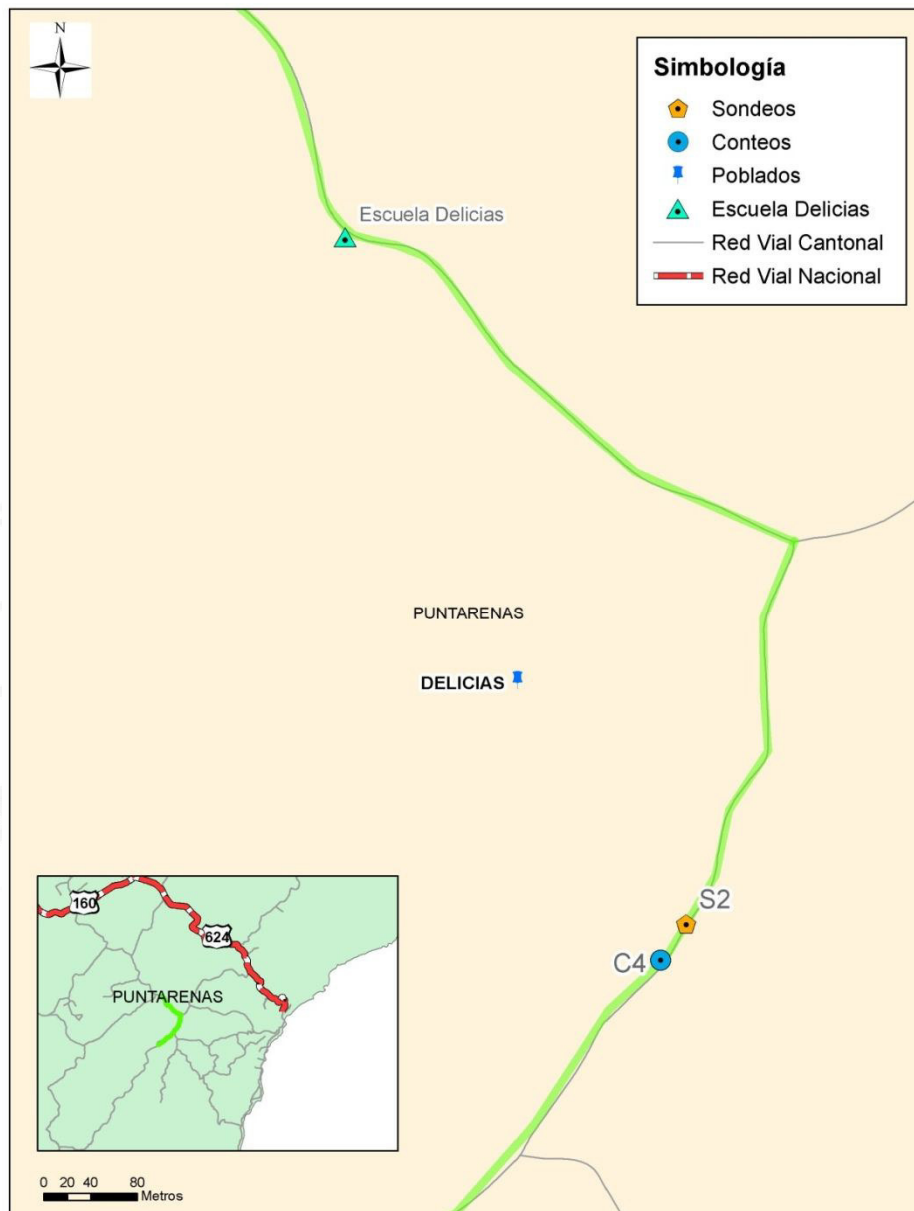 N
Simbología
Sondeos
Conteos
Poblados
Escuela Delicias
Red Vial Cantonal
Red Vial Nacional
Escuela Delicias
PUNTARENAS
DELICIAS
S2
C4
160
624
PUNTARENAS
0 20 40 80
Metros